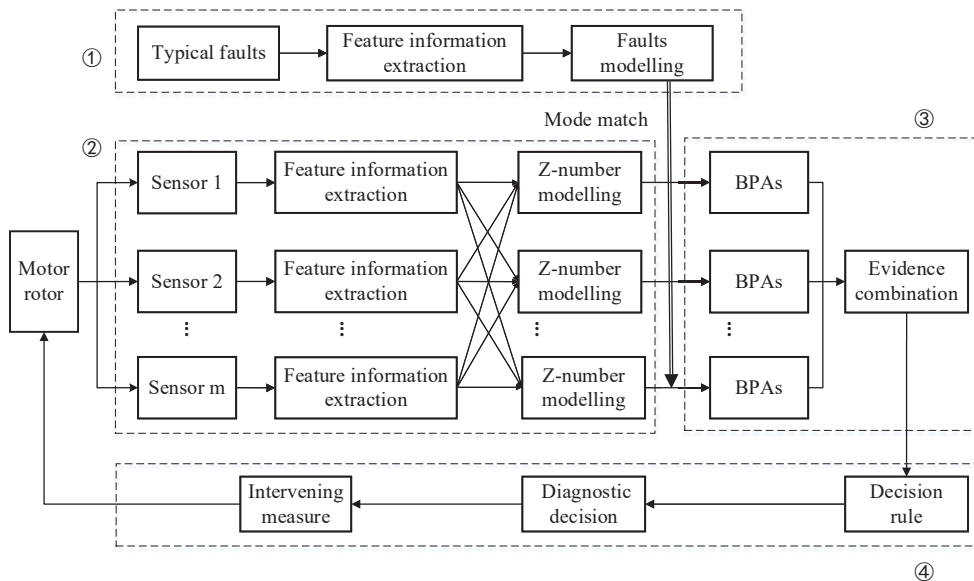 ①
Typical faults
Feature information
extraction
Faults
modelling
Mode match
②
③
Sensor 1
Feature information
extraction
Z-number
modelling
BPAs
Motor
rotor
Sensor 2
Feature information
extraction
Z-number
modelling
BPAs
Evidence
combination
...
...
...
...
Sensor m
Feature information
extraction
Z-number
modelling
BPAs
Intervening
measure
Diagnostic
decision
Decision
rule
④